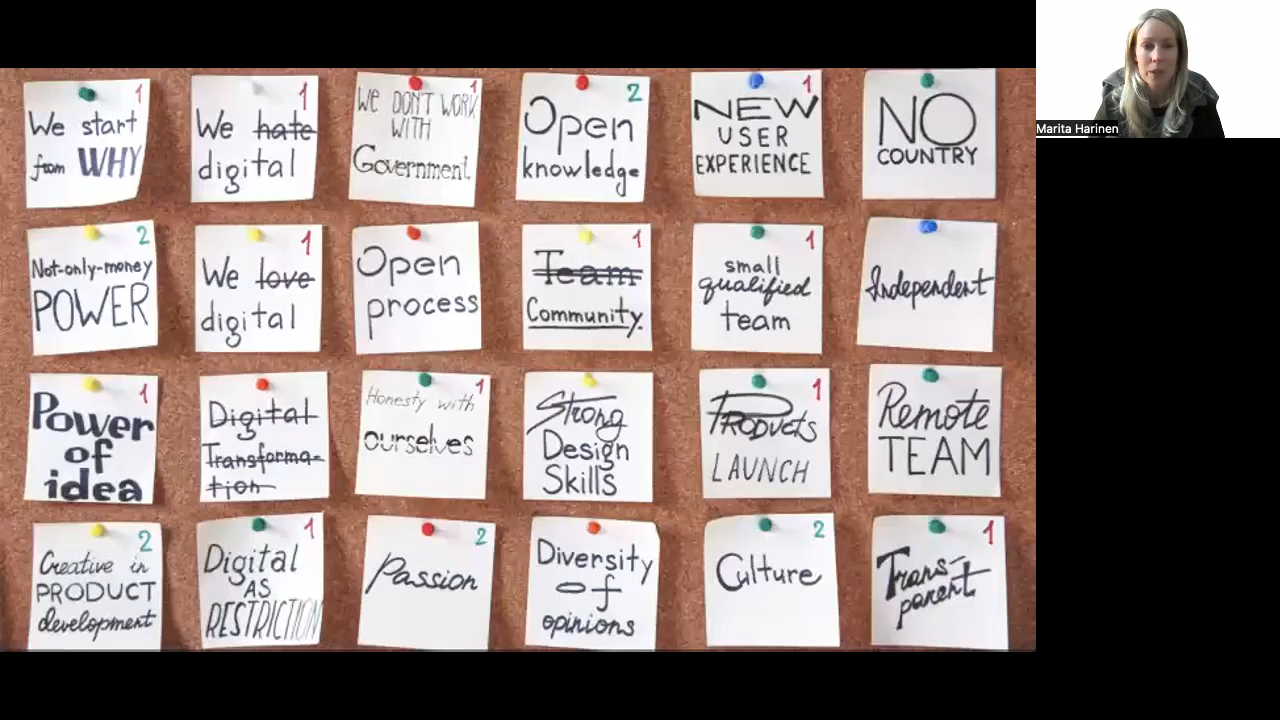 1
We start
from WHY
1
We hate
digital
1
We DON'T WORK
WITH
Government
2
Open
knowledge
1
NEW
USER
EXPERIENCE
NO
COUNTRY
2
Not-only-money
POWER
1
We love
digital
Open
process
1
Team
Community.
1
small
qualified
team
Independent
1
Power
of
idea
Digital
Transforma-
tion
1
Honesty with
ourselves
Strong
Design
Skills
1
PRODUCTS
LAUNCH
Remote
TEAM
2
Creative in
PRODUCT
development
1
Digital
AS
RESTRICTION
2
Passion
Diversity
of
opinions
2
Culture
1
Trans-
parent
Marita Harinen